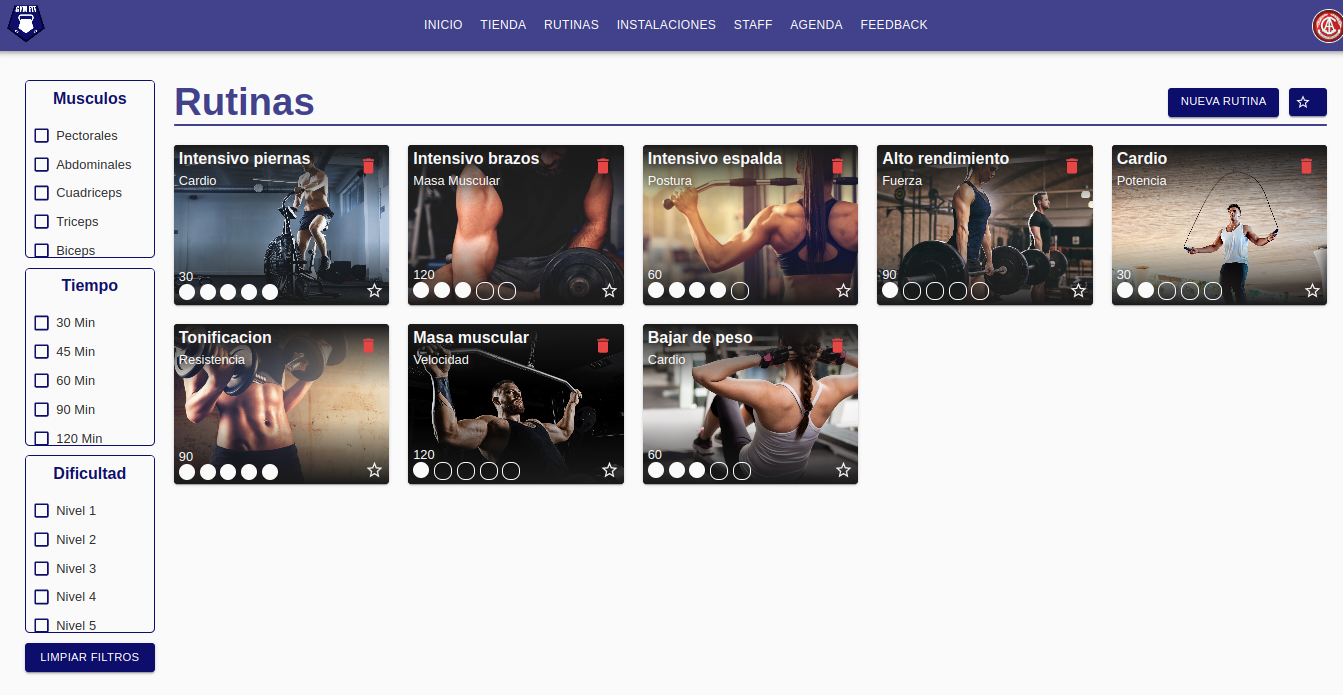 INICIO TIENDA RUTINAS INSTALACIONES STAFF AGENDA FEEDBACK
Musculos
Pectorales
Abdominales
Cuadriceps
Triceps
Biceps
Tiempo
30 Min
45 Min
60 Min
90 Min
120 Min
Dificultad
Nivel 1
Nivel 2
Nivel 3
Nivel 4
Nivel 5
LIMPIAR FILTROS
Rutinas
NUEVA RUTINA
Intensivo piernas
Cardio
30
Intensivo brazos
Masa Muscular
120
Intensivo espalda
Postura
60
Alto rendimiento
Fuerza
90
Cardio
Potencia
30
Tonificacion
Resistencia
90
Masa muscular
Velocidad
120
Bajar de peso
Cardio
60